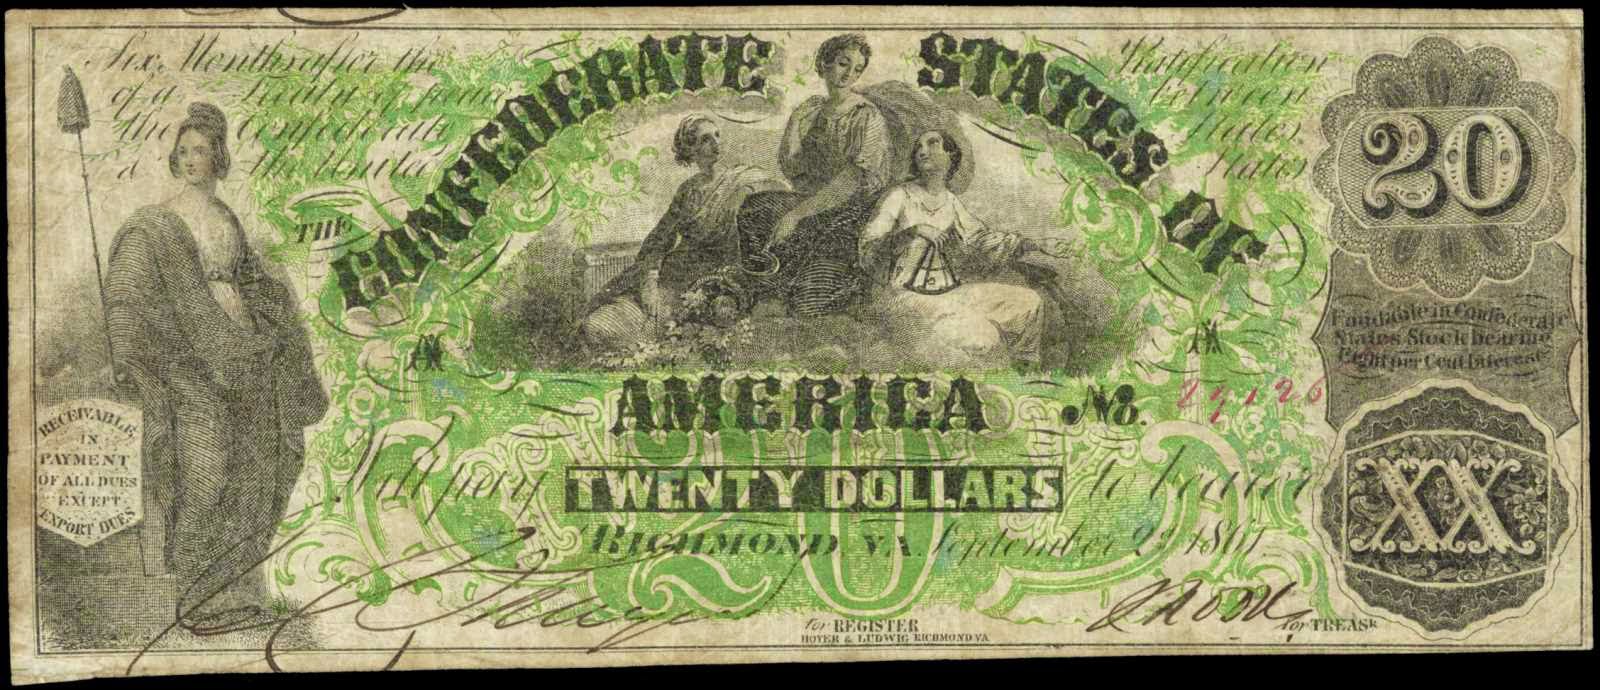 Six Months after the Ratification
of a Treaty of peace between
the Confederate States
& the United States
THE
CONFEDERATE STATES OF
AMERICA
A A
20
Fundable in Confederate
States Stock bearing
Eight per Cent Interest
No.
RECEIVABLE,
IN
PAYMENT
OF ALL DUES
EXCEPT
EXPORT DUES
Will pay TWENTY DOLLARS to bearer
20
RICHMOND, VA. September 2, 1861
XX
for REGISTER
for TREASR
HOYER & LUDWIG RICHMOND VA